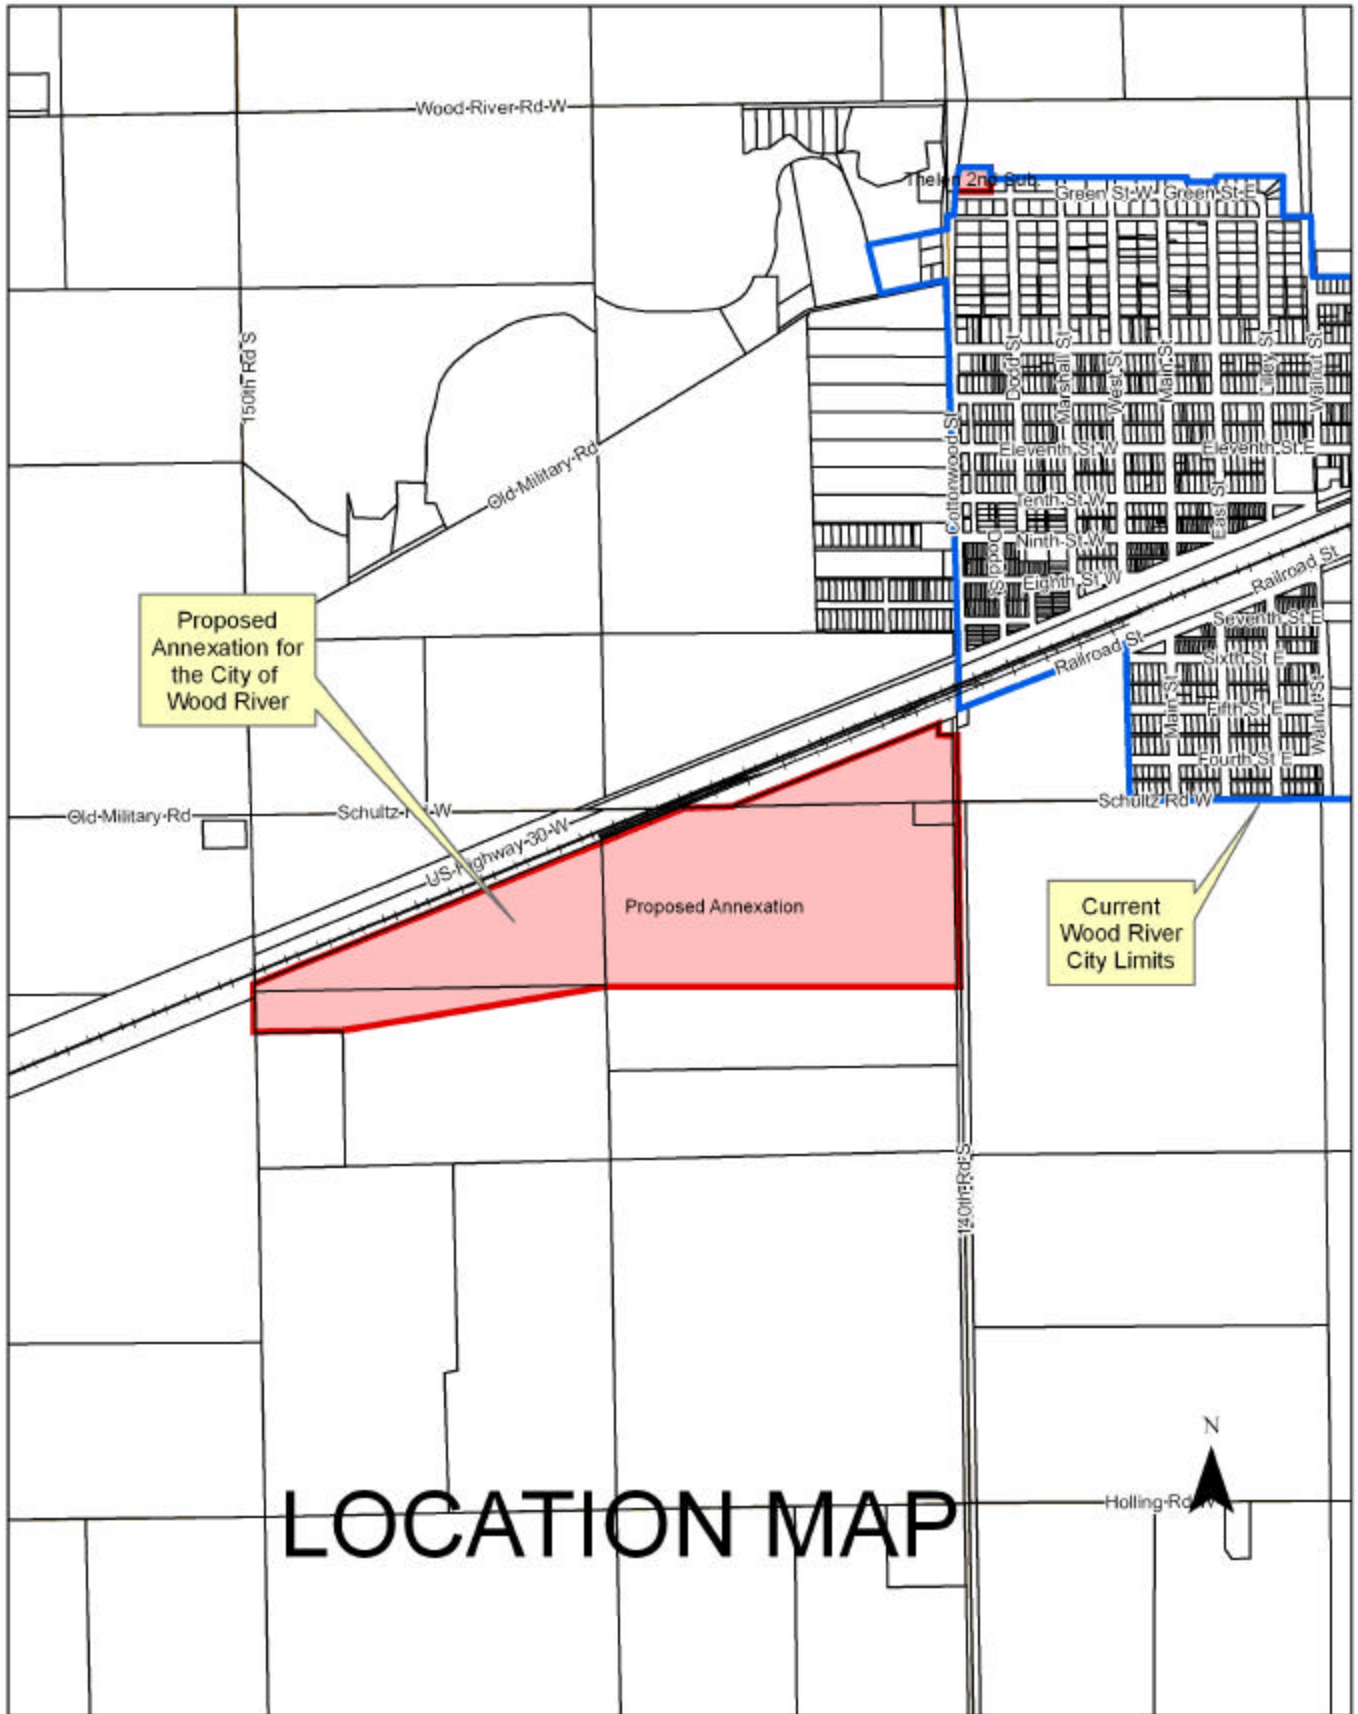 Wood-River-Rd-W
Thelen 2nd Sub.
Green St W
Green St E
150th Rd S
Dodd St
Marshall St
West St
Main St
Lilley St
Walnut St
Cottonwood St
Old-Military-Rd
Eleventh St W
Eleventh St E
Tenth St W
East St
Ninth St W
Dodd St
Eighth St W
Railroad St
Seventh St E
Railroad St
Sixth St E
Main St
Fifth St E
Walnut St
Fourth St E
Proposed
Annexation for
the City of
Wood River
Old-Military-Rd
Schultz-Rd-W
Schultz Rd W
US-Highway-30-W
Proposed Annexation
Current
Wood River
City Limits
140th Rd S
N
Holling-Rd-W
LOCATION MAP